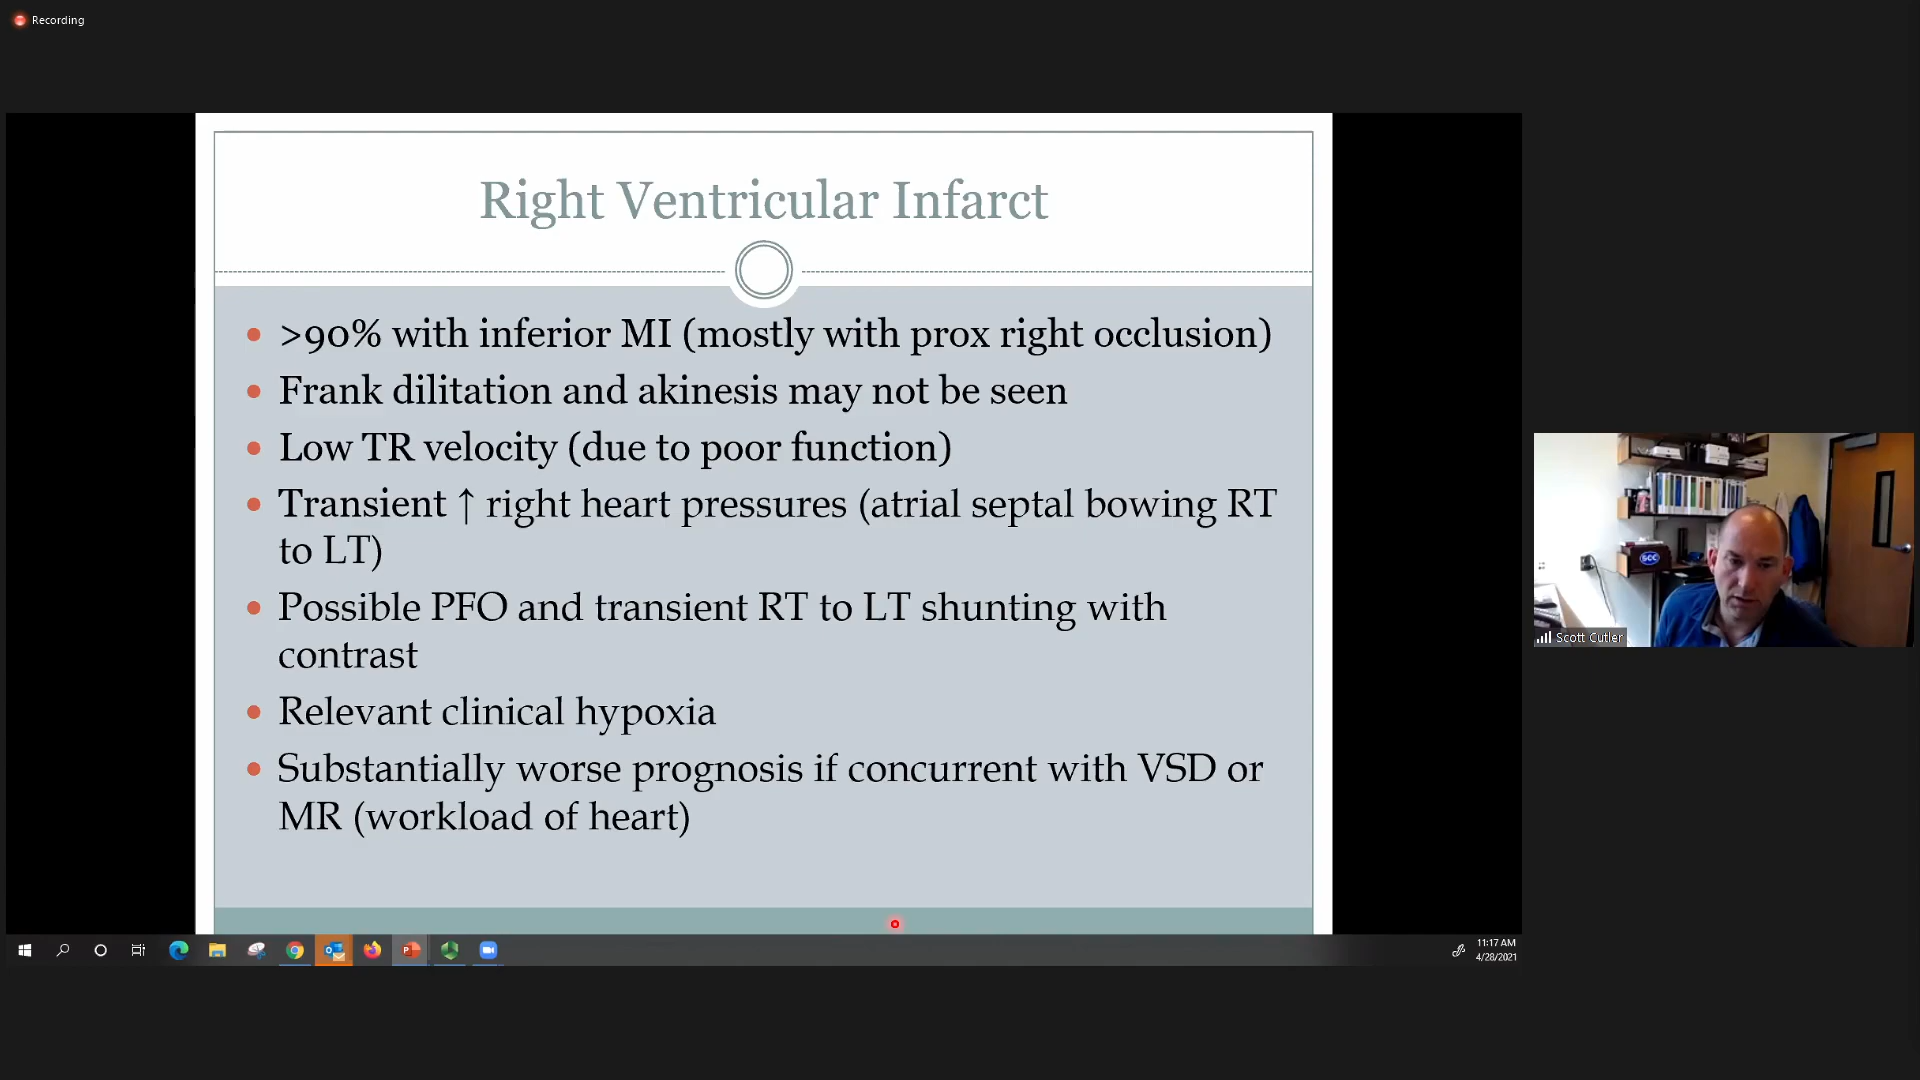 Recording
Right Ventricular Infarct
>90% with inferior MI (mostly with prox right occlusion)
Frank dilitation and akinesis may not be seen
Low TR velocity (due to poor function)
Transient ↑ right heart pressures (atrial septal bowing RT
to LT)
Possible PFO and transient RT to LT shunting with
contrast
Relevant clinical hypoxia
Substantially worse prognosis if concurrent with VSD or
MR (workload of heart)
SCC
Scott Cutler
11:17 AM
4/28/2021